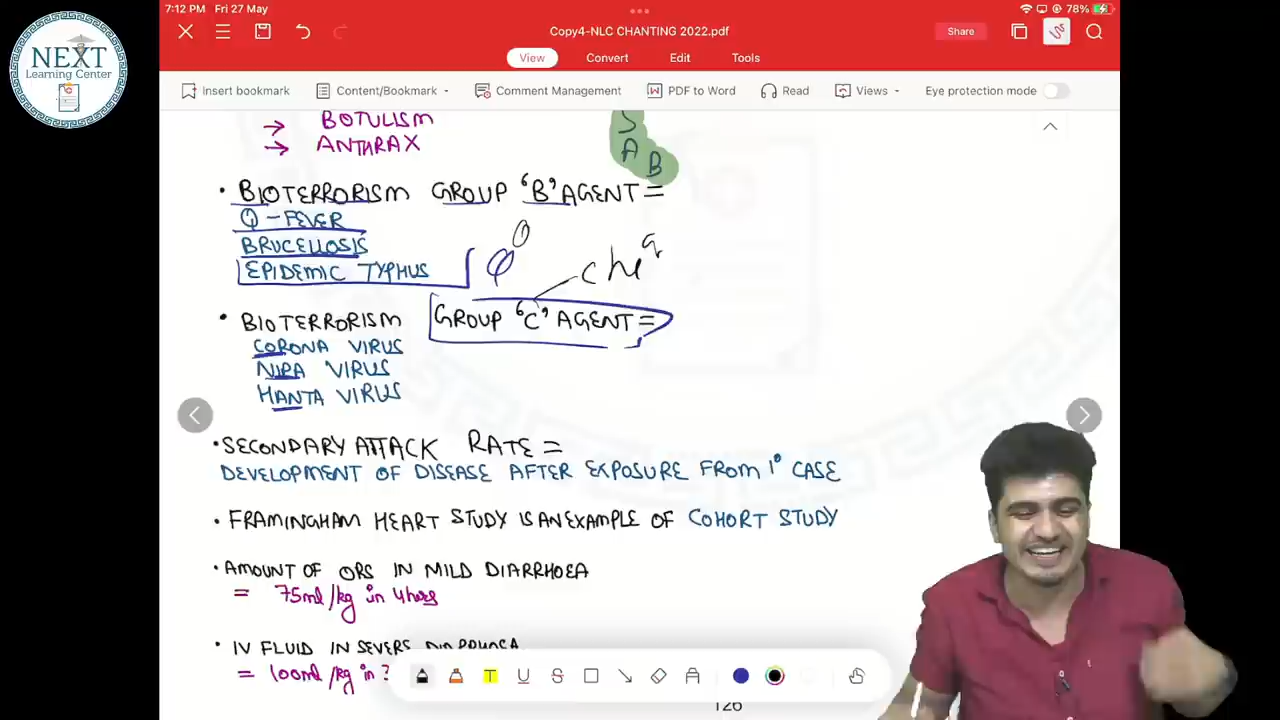 7:12 PM Fri 27 May
78%
NEXT
Learning Center
Copy4-NLC CHANTING 2022.pdf
Share
View Convert Edit Tools
Insert bookmark Content/Bookmark Comment Management PDF to Word Read Views Eye protection mode
→ BOTULISM
→ ANTHRAX
S
A
B
• BIOTERRORISM GROUP 'B' AGENT =
Q-FEVER
BRUCELLOSIS
EPIDEMIC TYPHUS
• BIOTERRORISM GROUP 'C' AGENT =
CORONA VIRUS
NIPA VIRUS
HANTA VIRUS
• SECONDARY ATTACK RATE =
DEVELOPMENT OF DISEASE AFTER EXPOSURE FROM 1° CASE
• FRAMINGHAM HEART STUDY IS AN EXAMPLE OF COHORT STUDY
• AMOUNT OF ORS IN MILD DIARRHOEA
= 75ml/kg in 4hors
• IV FLUID IN SEVERE DIARRHOEA
= 100ml/kg in
126